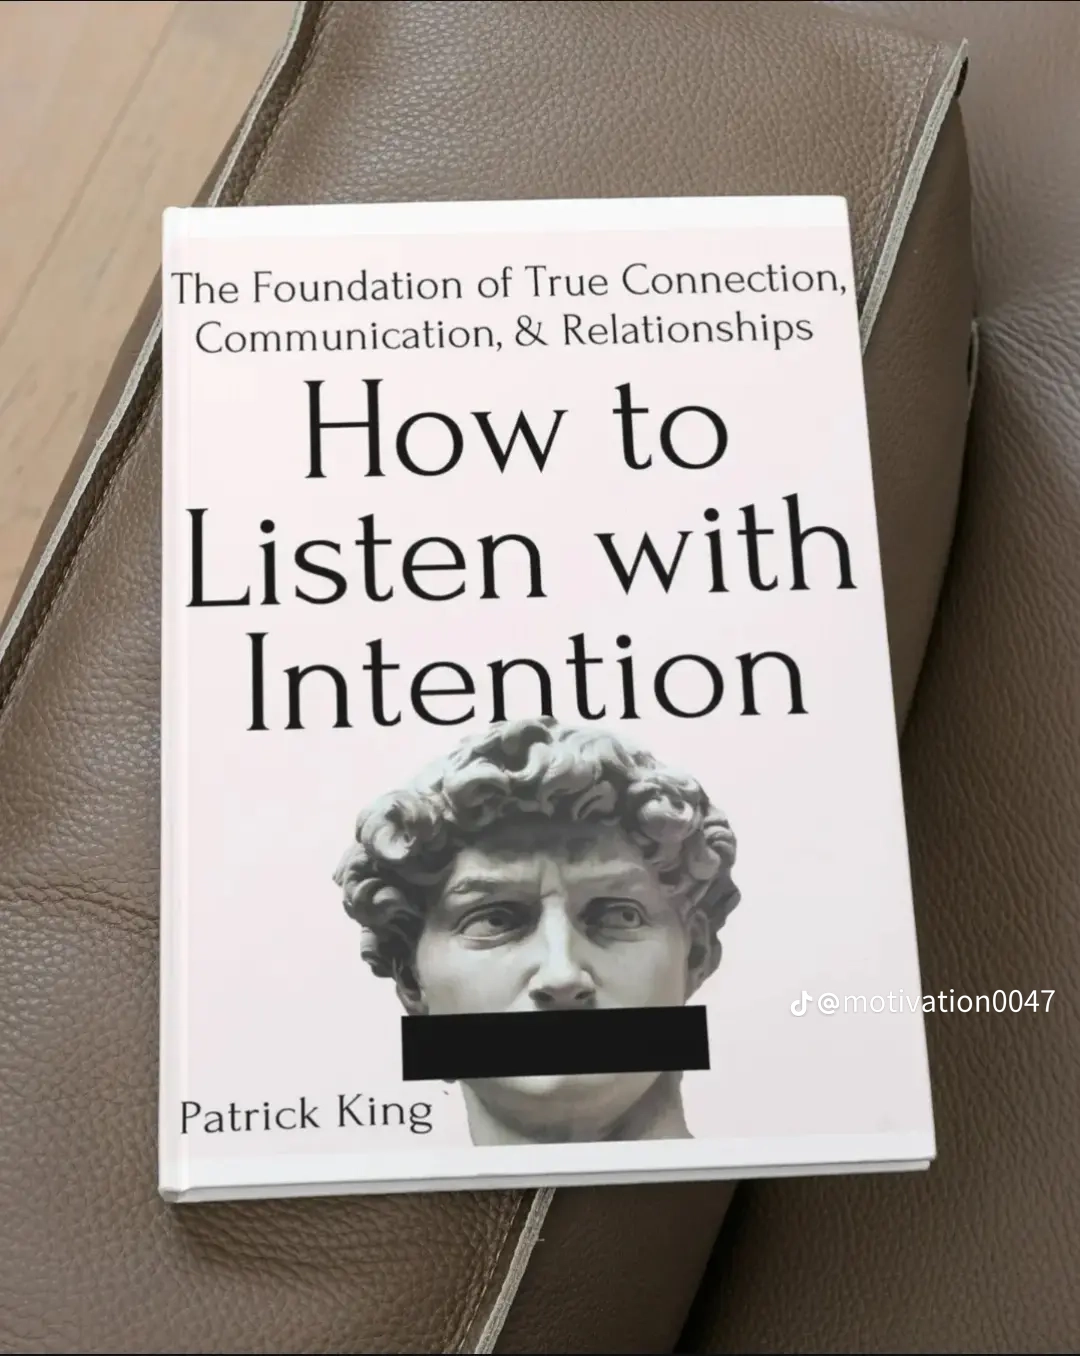 The Foundation of True Connection,
Communication, & Relationships
How to
Listen with
Intention
Patrick King
@motivation0047